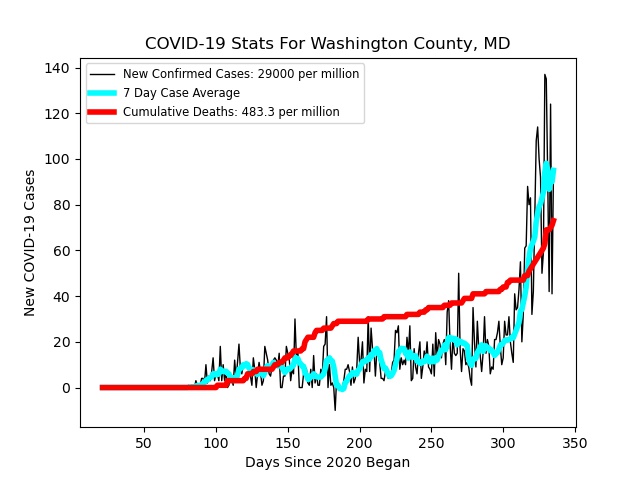 COVID-19 Stats For Washington County, MD
New Confirmed Cases: 29000 per million
7 Day Case Average
Cumulative Deaths: 483.3 per million
New COVID-19 Cases
140
120
100
80
60
40
20
0
50
100
150
200
250
300
350
Days Since 2020 Began